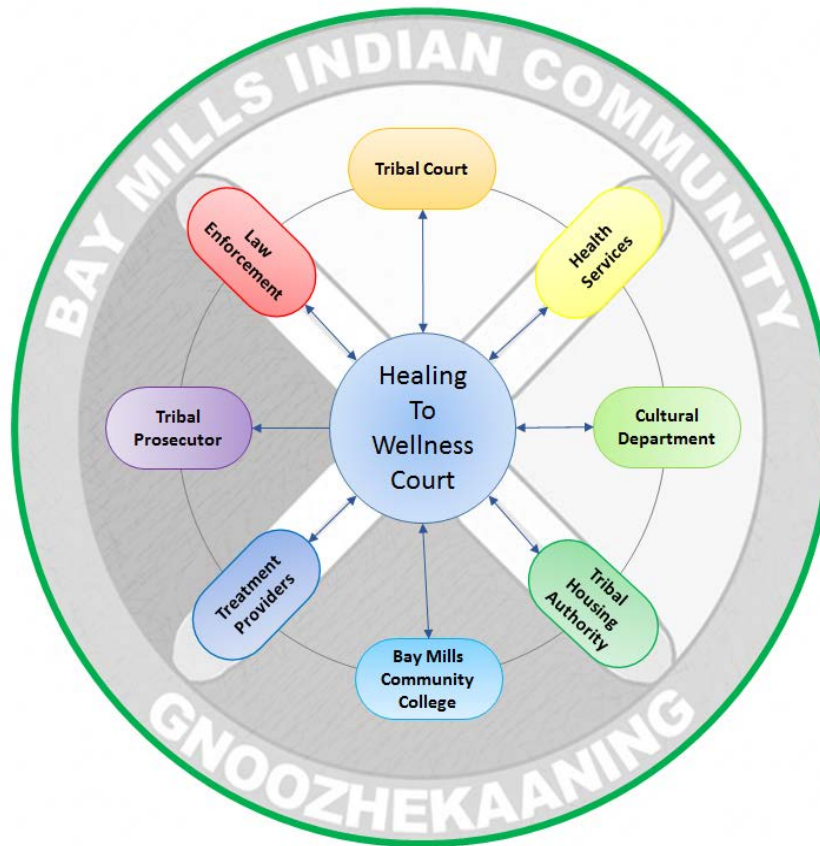 BAY MILLS INDIAN COMMUNITY
Tribal Court
Law
Enforcement
Health
Services
Healing
To
Wellness
Court
Tribal
Prosecutor
Cultural
Department
Treatment
Providers
Tribal
Housing
Authority
Bay Mills
Community
College
GNOOZHEKAANING